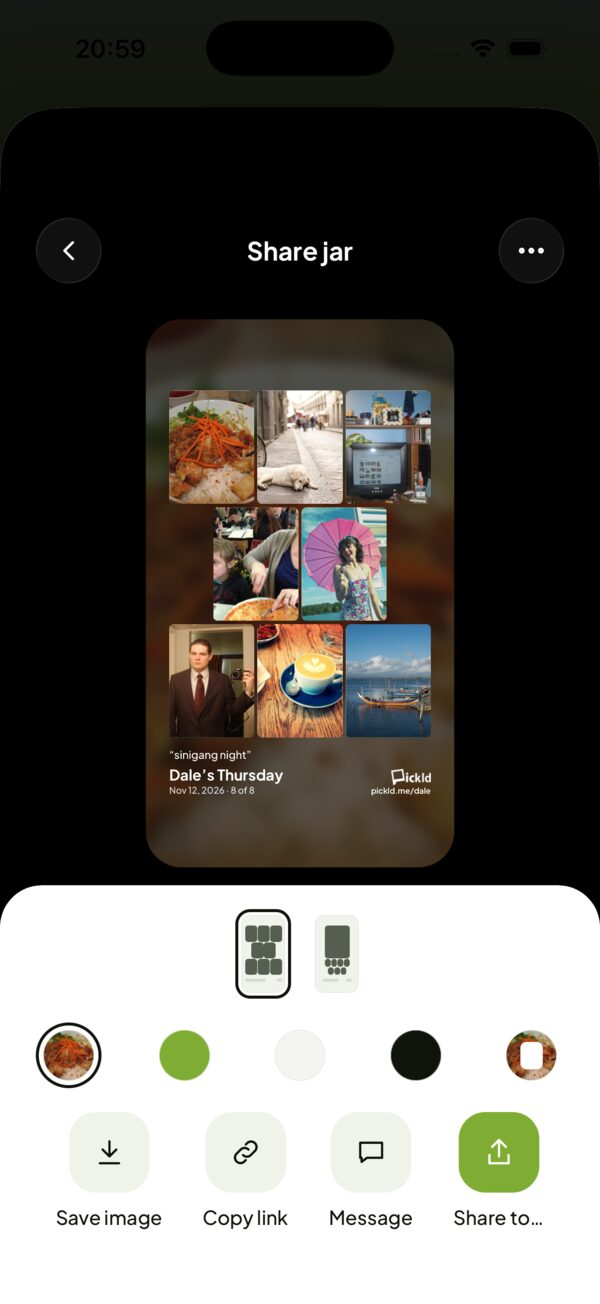 20:59
Share jar
“sinigang night”
Dale’s Thursday
Nov 12, 2026 · 8 of 8
Pickld
pickld.me/dale
Save image
Copy link
Message
Share to...